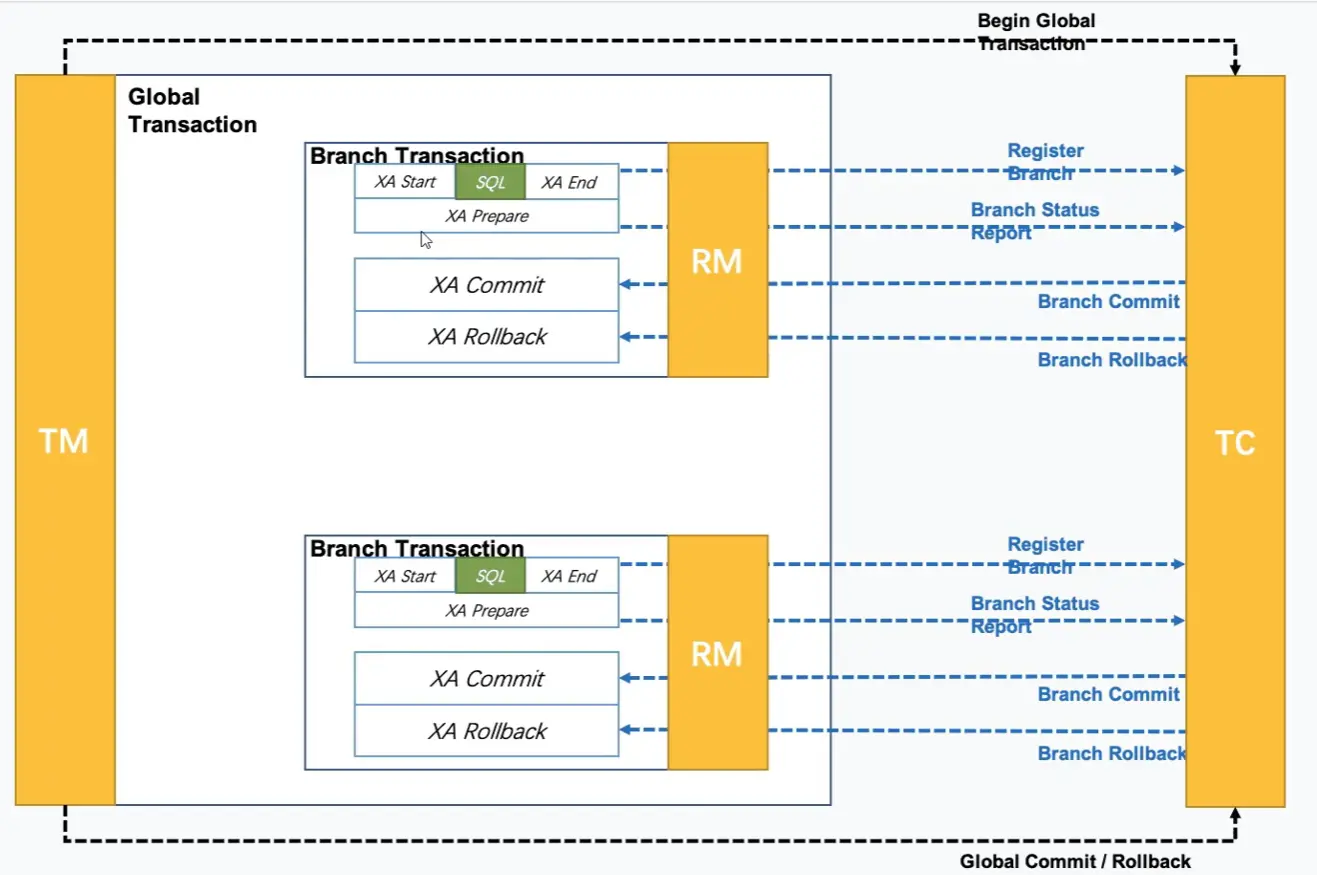 Begin Global
Transaction
Global
Transaction
Branch Transaction
XA Start
SQL
XA End
XA Prepare
XA Commit
XA Rollback
RM
Register
Branch
Branch Status
Report
Branch Commit
Branch Rollback
TM
TC
Branch Transaction
XA Start
SQL
XA End
XA Prepare
XA Commit
XA Rollback
RM
Register
Branch
Branch Status
Report
Branch Commit
Branch Rollback
Global Commit / Rollback